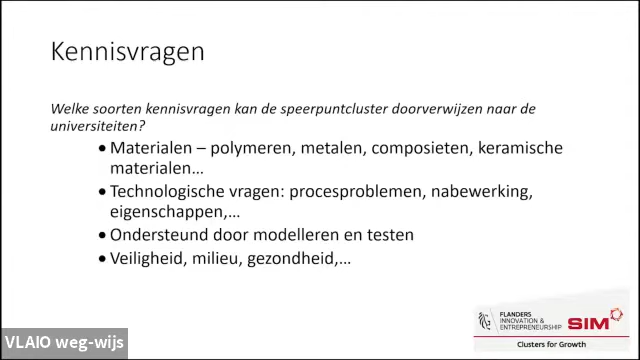 Kennisvragen
Welke soorten kennisvragen kan de speerpuntcluster doorverwijzen naar de
universiteiten?
• Materialen – polymeren, metalen, composieten, keramische
materialen…
• Technologische vragen: procesproblemen, nabewerking,
eigenschappen,…
• Ondersteund door modelleren en testen
• Veiligheid, milieu, gezondheid,…
FLANDERS
INNOVATION &
ENTREPRENEURSHIP
SIM
Clusters for Growth
VLAIO weg-wijs